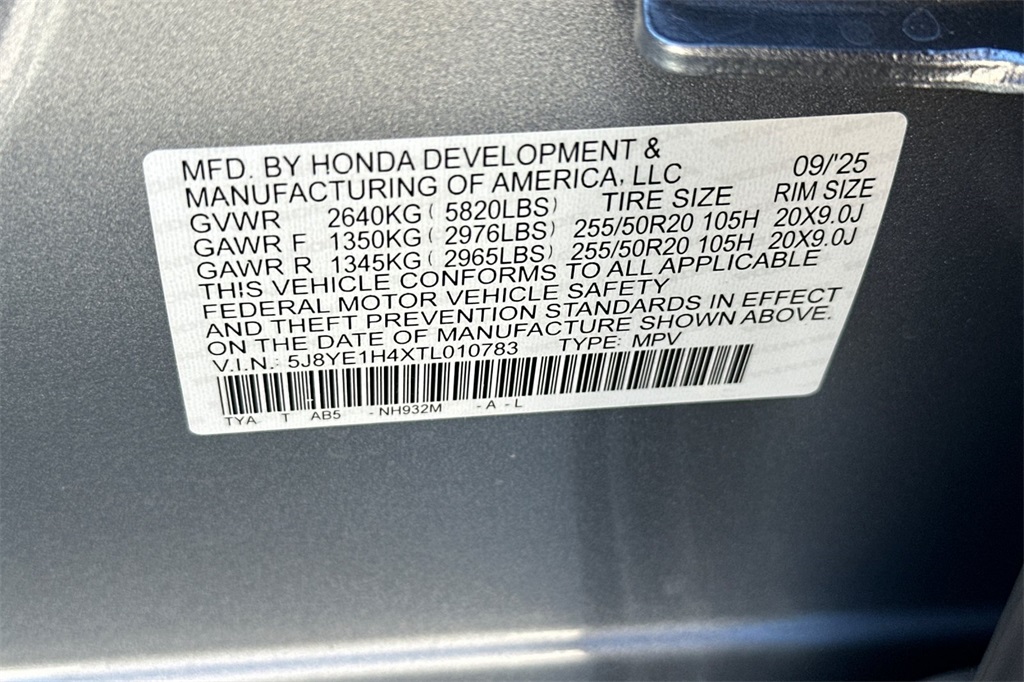 MFD. BY HONDA DEVELOPMENT & 09/'25
MANUFACTURING OF AMERICA, LLC
GVWR 2640KG ( 5820LBS) TIRE SIZE RIM SIZE
GAWR F 1350KG ( 2976LBS) 255/50R20 105H 20X9.0J
GAWR R 1345KG ( 2965LBS) 255/50R20 105H 20X9.0J
THIS VEHICLE CONFORMS TO ALL APPLICABLE
FEDERAL MOTOR VEHICLE SAFETY
AND THEFT PREVENTION STANDARDS IN EFFECT
ON THE DATE OF MANUFACTURE SHOWN ABOVE.
V.I.N.: 5J8YE1H4XTL010783 TYPE: MPV
TYA T AB5 -NH932M -A -L